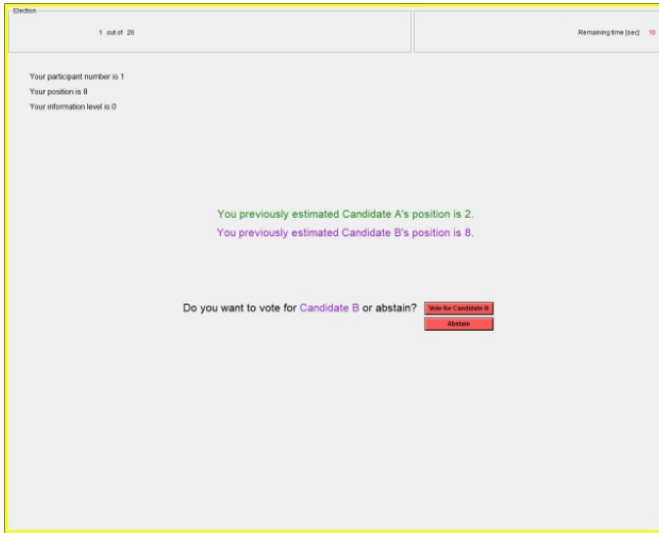 Election
1 out of 20
Remaining time [sec] 10
Your participant number is 1
Your position is 8
Your information level is 0
You previously estimated Candidate A's position is 2.
You previously estimated Candidate B's position is 8.
Do you want to vote for Candidate B or abstain?
Vote for Candidate B
Abstain